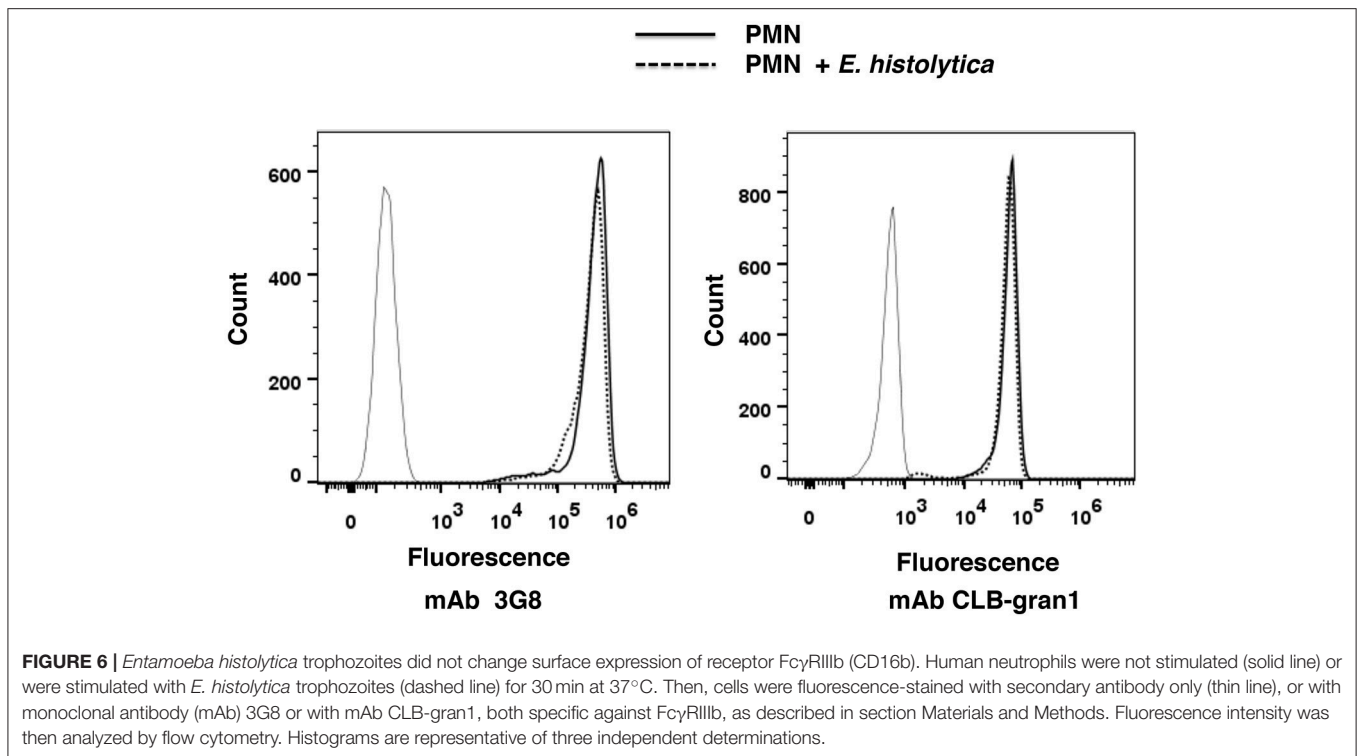 PMN
PMN + E. histolytica
600
400
200
0
Count
0 10³ 10⁴ 10⁵ 10⁶
Fluorescence
mAb 3G8
800
600
400
200
0
Count
0 10³ 10⁴ 10⁵ 10⁶
Fluorescence
mAb CLB-gran1
FIGURE 6 | Entamoeba histolytica trophozoites did not change surface expression of receptor FcγRIIIb (CD16b). Human neutrophils were not stimulated (solid line) or
were stimulated with E. histolytica trophozoites (dashed line) for 30 min at 37°C. Then, cells were fluorescence-stained with secondary antibody only (thin line), or with
monoclonal antibody (mAb) 3G8 or with mAb CLB-gran1, both specific against FcγRIIIb, as described in section Materials and Methods. Fluorescence intensity was
then analyzed by flow cytometry. Histograms are representative of three independent determinations.